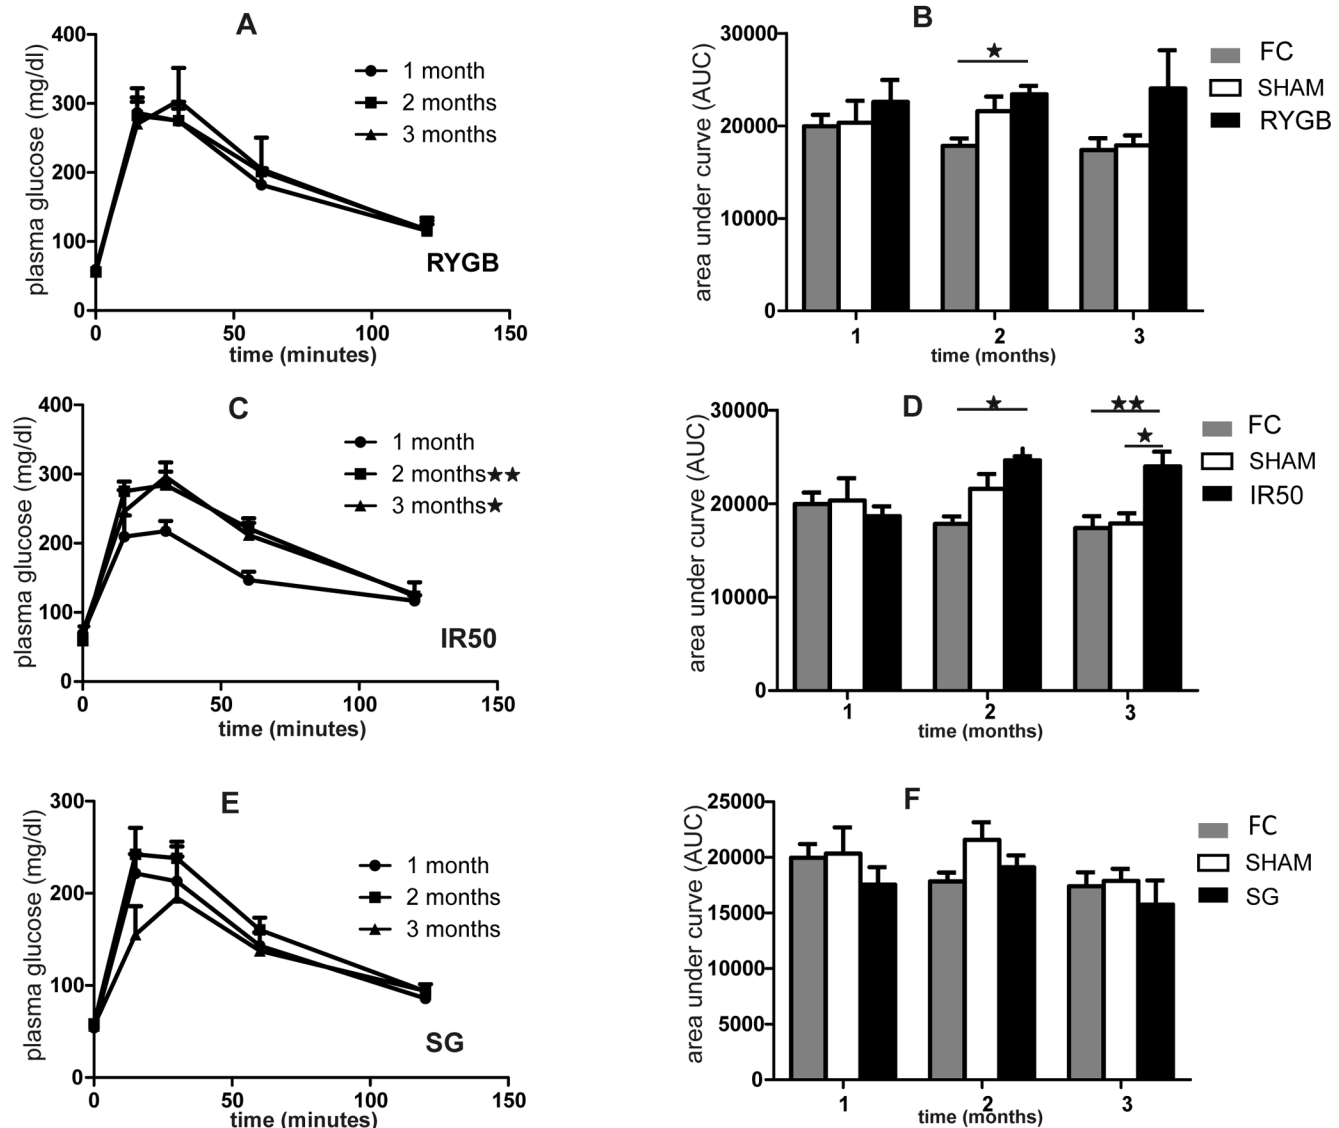 A
400
300
200
100
0
plasma glucose (mg/dl)
1 month
2 months
3 months
RYGB
0 50 100 150
time (minutes)
B
30000
20000
10000
0
area under curve (AUC)
★
FC
SHAM
RYGB
1 2 3
time (months)
C
400
300
200
100
0
plasma glucose (mg/dl)
1 month
2 months★★
3 months★
IR50
0 50 100 150
time (minutes)
D
30000
20000
10000
0
area under curve (AUC)
★ ★★
★
FC
SHAM
IR50
1 2 3
time (months)
E
300
200
100
0
plasma glucose (mg/dl)
1 month
2 months
3 months
SG
0 50 100 150
time (minutes)
F
25000
20000
15000
10000
5000
0
area under curve (AUC)
FC
SHAM
SG
1 2 3
time (months)